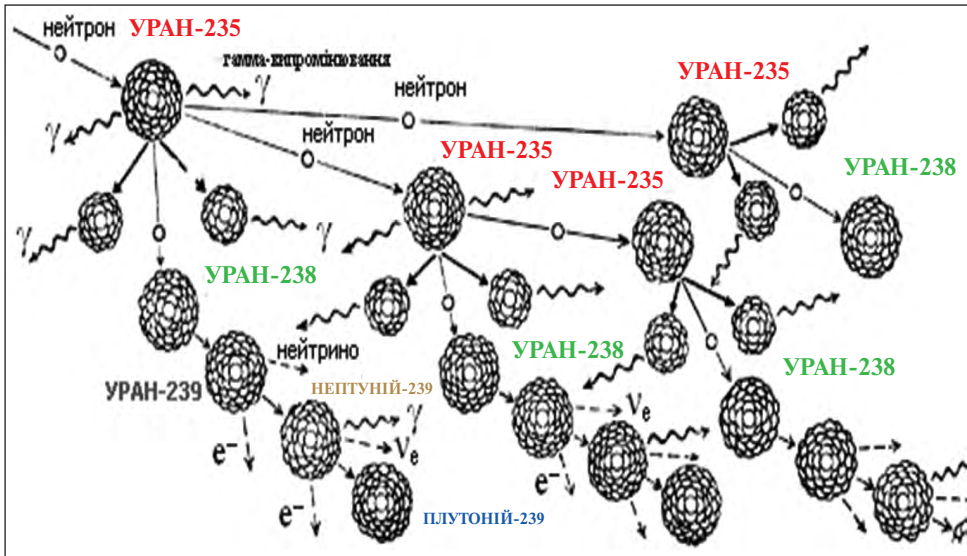 нейтрон
УРАН-235
гамма-випромінювання
γ
нейтрон
УРАН-235
γ
нейтрон
УРАН-235
УРАН-235
УРАН-238
γ
γ
γ
УРАН-238
нейтрино
УРАН-238
УРАН-238
УРАН-239
НЕПТУНІЙ-239
γ
νe
νe
e⁻
e⁻
e⁻
ПЛУТОНІЙ-239